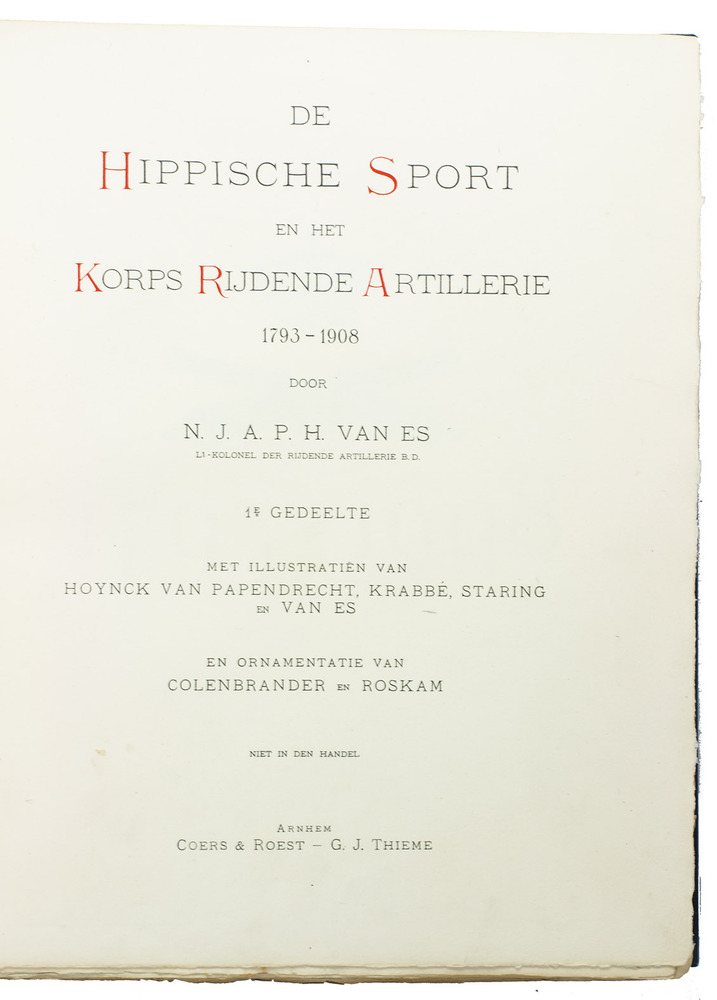 DE
HIPPISCHE SPORT
EN HET
KORPS RIJDENDE ARTILLERIE
1793 – 1908
DOOR
N. J. A. P. H. VAN ES
Lt-KOLONEL DER RIJDENDE ARTILLERIE B. D.
1E GEDEELTE
MET ILLUSTRATIËN VAN
HOYNCK VAN PAPENDRECHT, KRABBÉ, STARING
EN VAN ES
EN ORNAMENTATIE VAN
COLENBRANDER EN ROSKAM
NIET IN DEN HANDEL
ARNHEM
COERS & ROEST – G. J. THIEME